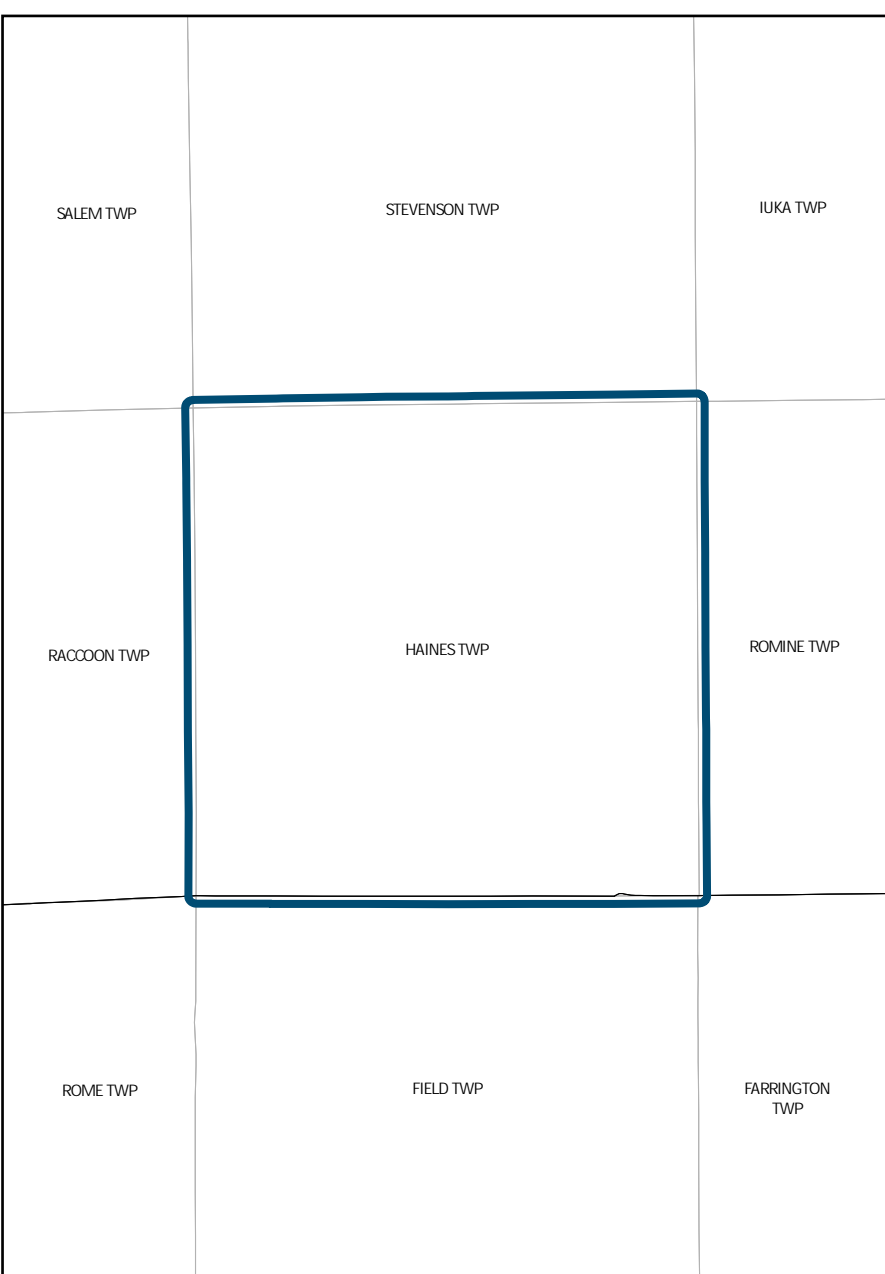 SALEM TWP
STEVENSON TWP
IUKA TWP
RACCOON TWP
HAINES TWP
ROMINE TWP
ROME TWP
FIELD TWP
FARRINGTON
TWP